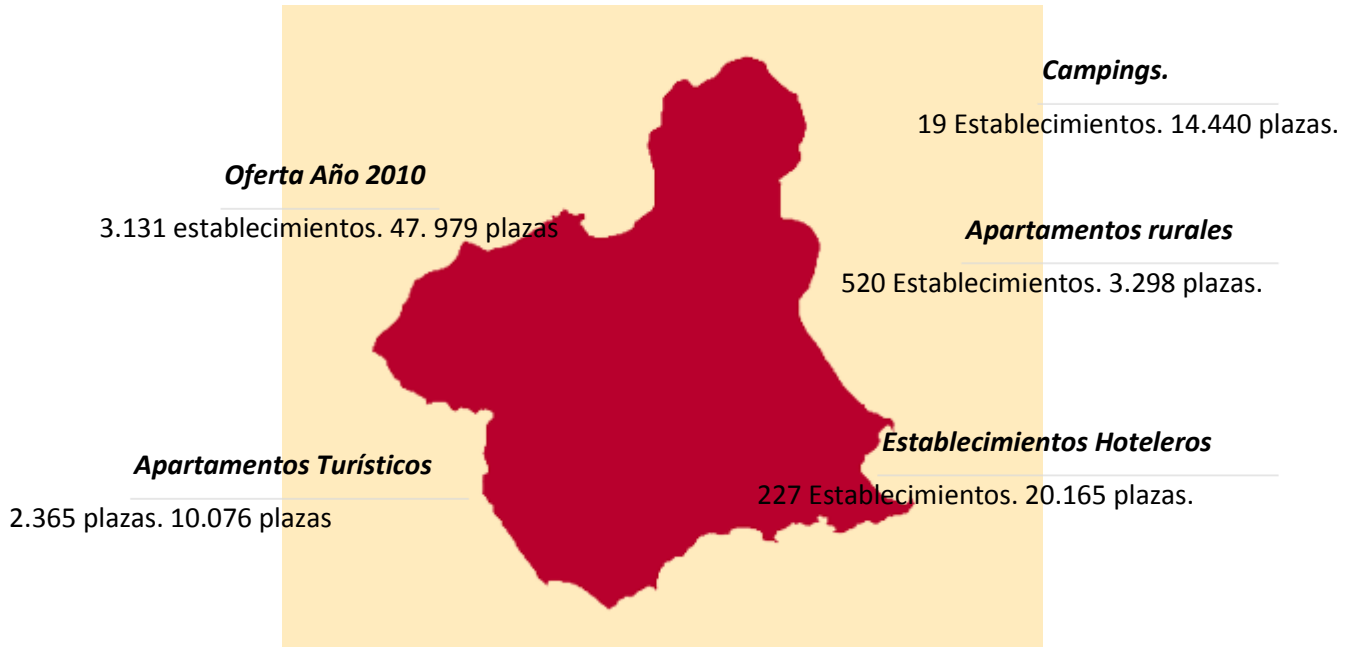 Campings.
19 Establecimientos. 14.440 plazas.
Oferta Año 2010
3.131 establecimientos. 47. 979 plazas
Apartamentos rurales
520 Establecimientos. 3.298 plazas.
Establecimientos Hoteleros
227 Establecimientos. 20.165 plazas.
Apartamentos Turísticos
2.365 plazas. 10.076 plazas